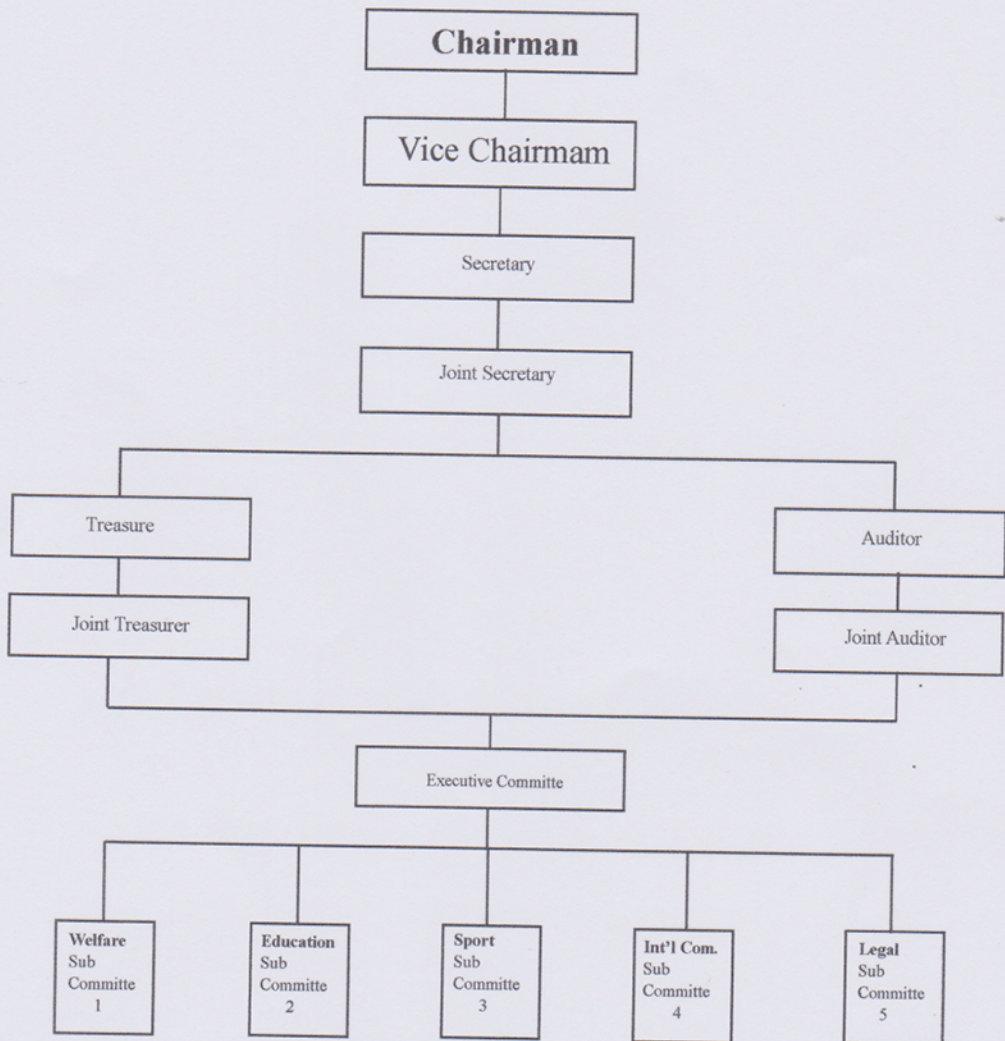 Chairman
Vice Chairmam
Secretary
Joint Secretary
Treasure
Auditor
Joint Treasurer
Joint Auditor
Executive Committe
Welfare
Sub
Committe
1
Education
Sub
Committe
2
Sport
Sub
Committe
3
Int'l Com.
Sub
Committe
4
Legal
Sub
Committe
5